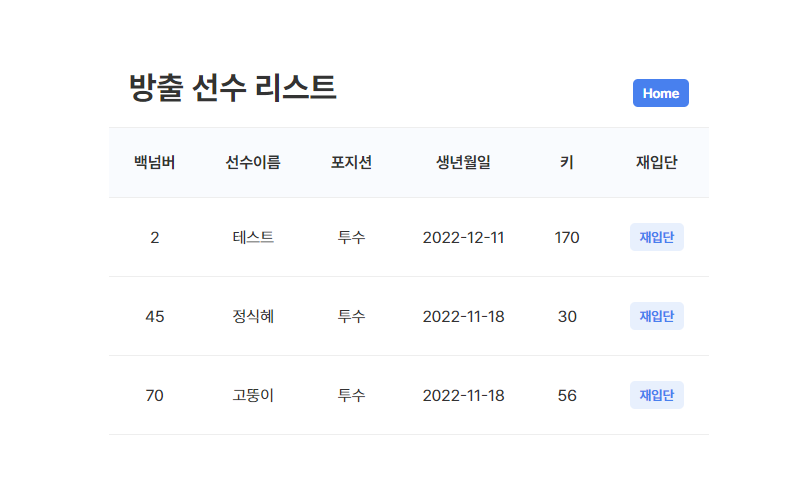 방출 선수 리스트
Home
백넘버 선수이름 포지션 생년월일 키 재입단
2 테스트 투수 2022-12-11 170 재입단
45 정식혜 투수 2022-11-18 30 재입단
70 고뚱이 투수 2022-11-18 56 재입단